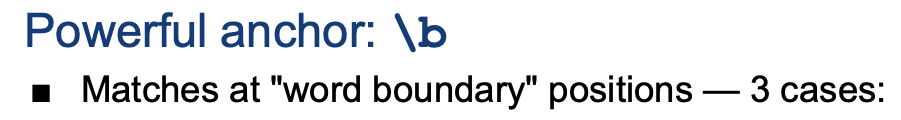 Powerful anchor: \b
■ Matches at "word boundary" positions — 3 cases: